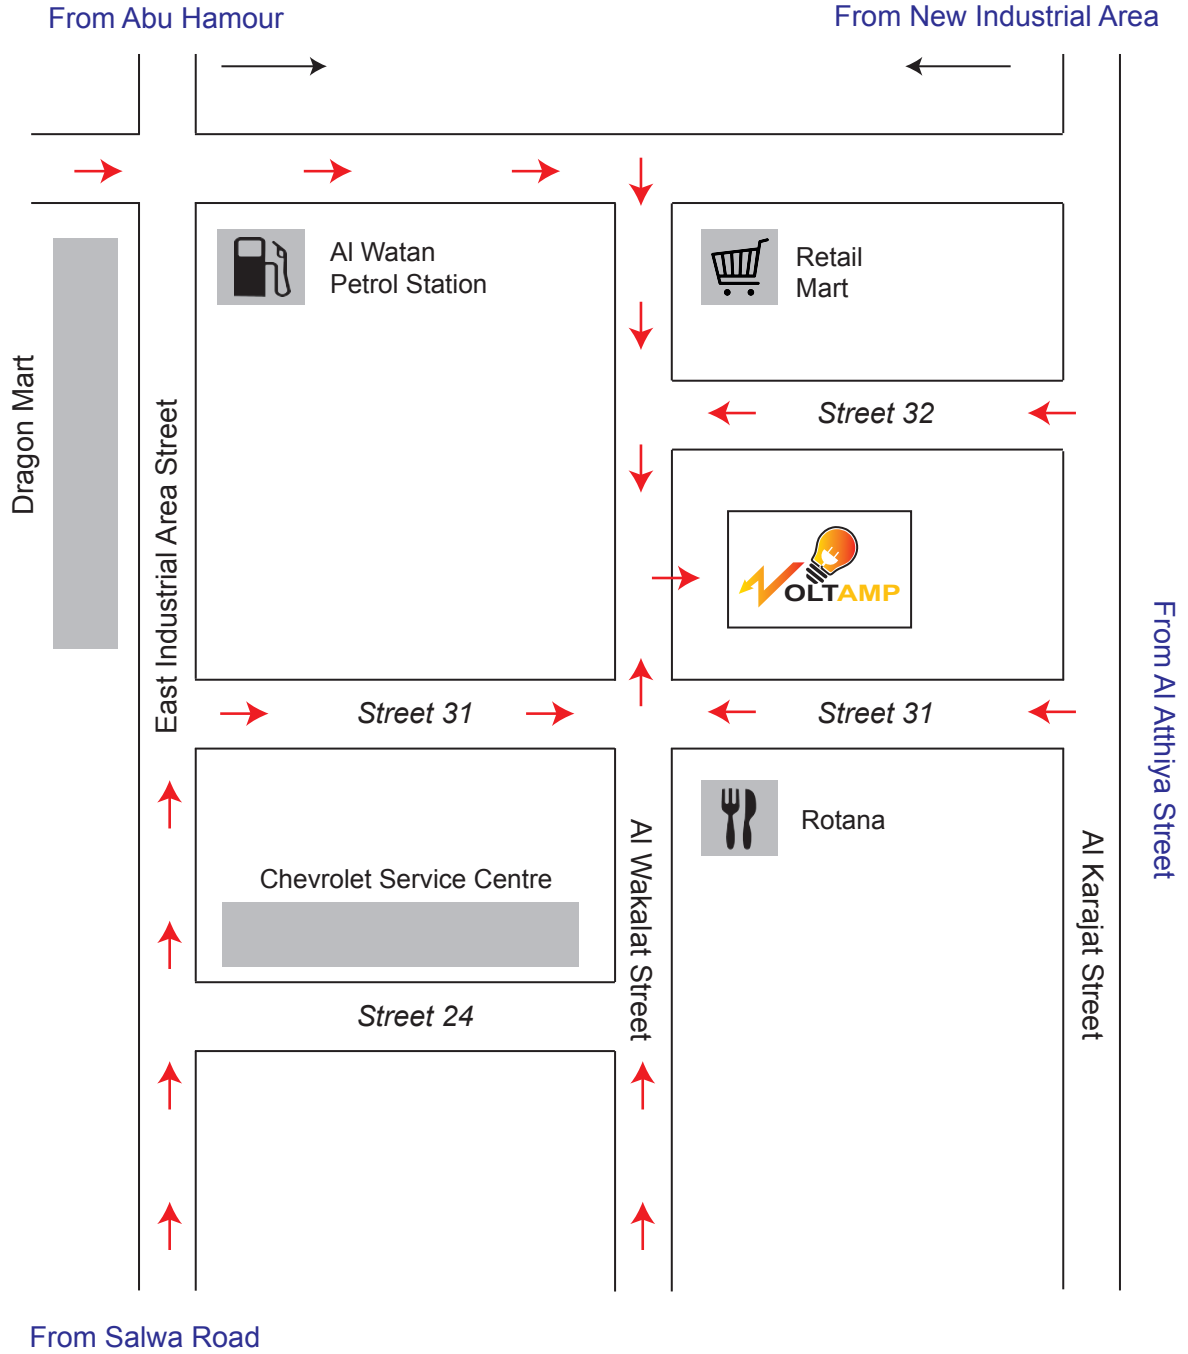 From Abu Hamour
From New Industrial Area
Al Watan
Petrol Station
Retail
Mart
Dragon Mart
East Industrial Area Street
Street 32
OLTAMP
From Al Atthiya Street
Street 31
Street 31
Rotana
Al Wakalat Street
Al Karajat Street
Chevrolet Service Centre
Street 24
From Salwa Road